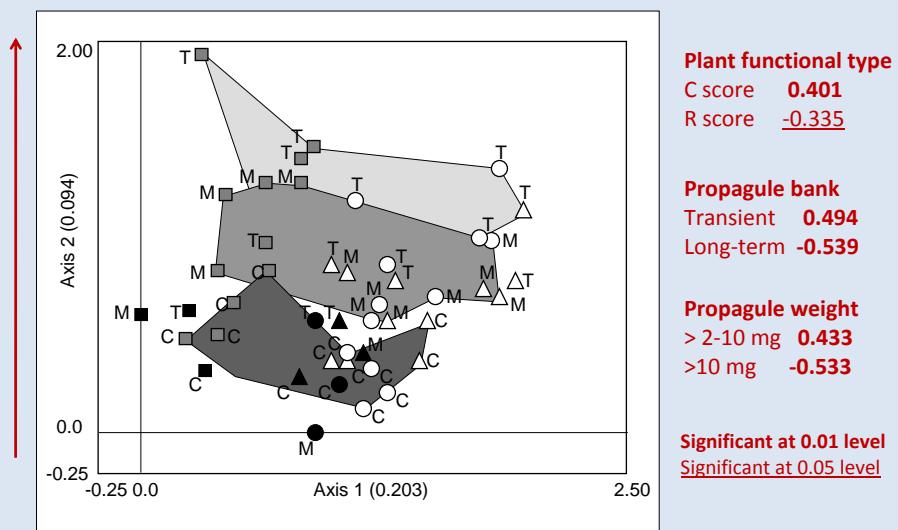 2.00
T
T
T
T
M M
T
M
T
T
M
T
T
T
M
M
M
C
T
T
M
C
M
M
M
M
T
T
T
M
C
C
C
C
M
C
C
C
C
C
C
C
C
C
M
0.0
-0.25
-0.25 0.0
2.50
Axis 1 (0.203)
Axis 2 (0.094)
Plant functional type
C score 0.401
R score -0.335
Propagule bank
Transient 0.494
Long-term -0.539
Propagule weight
> 2-10 mg 0.433
>10 mg -0.533
Significant at 0.01 level
Significant at 0.05 level